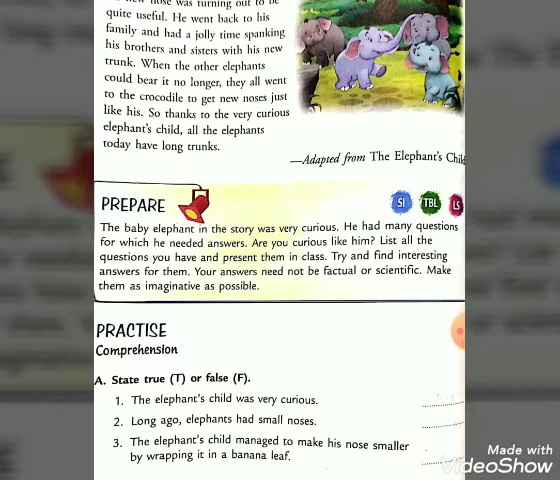 nose was turning out to be
quite useful. He went back to his
family and had a jolly time spanking
his brothers and sisters with his new
trunk. When the other elephants
could bear it no longer, they all went
to the crocodile to get new noses just
like his. So thanks to the very curious
elephant's child, all the elephants
today have long trunks.
—Adapted from The Elephant's Chil
PREPARE
SI TBL LS
The baby elephant in the story was very curious. He had many questions
for which he needed answers. Are you curious like him? List all the
questions you have and present them in class. Try and find interesting
answers for them. Your answers need not be factual or scientific. Make
them as imaginative as possible.
PRACTISE
Comprehension
A. State true (T) or false (F).
1. The elephant's child was very curious.
2. Long ago, elephants had small noses.
3. The elephant's child managed to make his nose smaller
by wrapping it in a banana leaf.
Made with
VideoShow